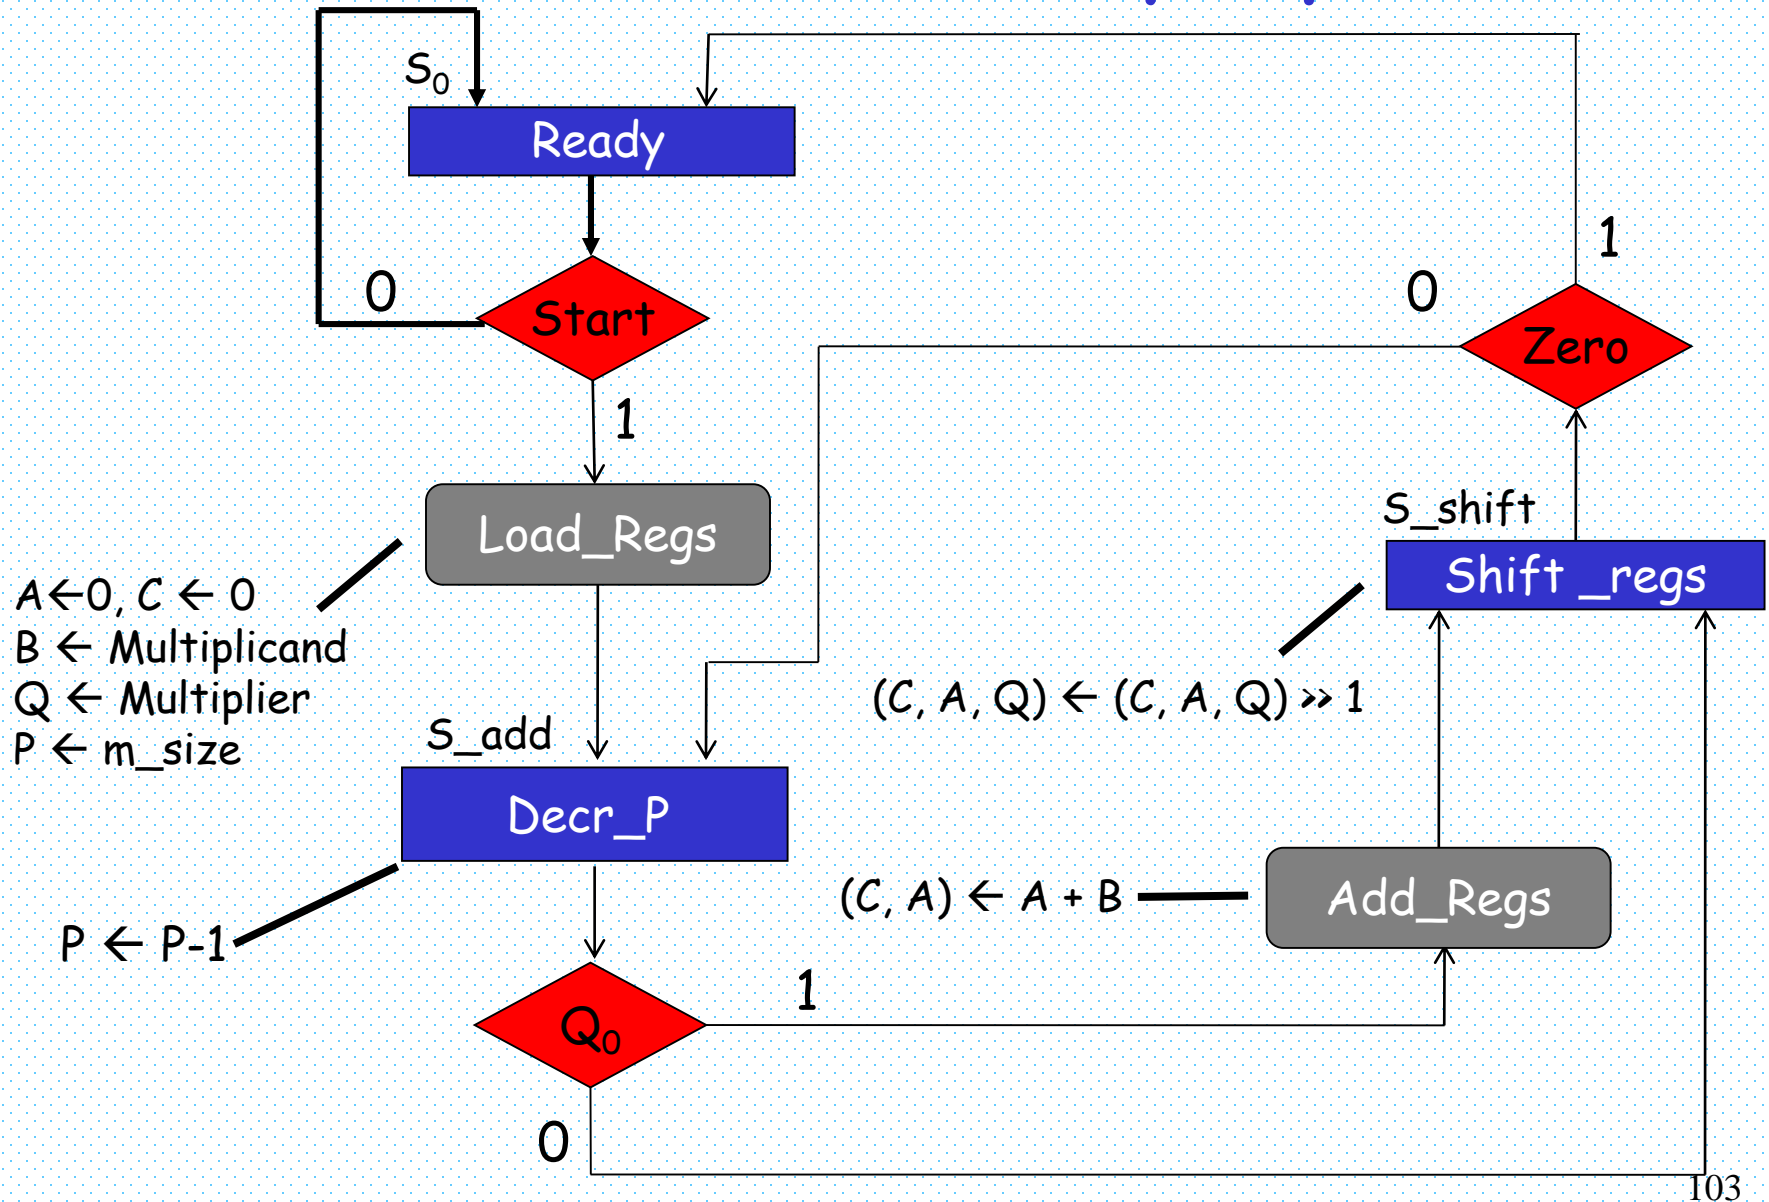 S₀
Ready
0
Start
1
Load_Regs
A←0, C ← 0
B ← Multiplicand
Q ← Multiplier
P ← m_size
S_add
Decr_P
P ← P-1
Q₀
1
0
(C, A) ← A + B
Add_Regs
(C, A, Q) ← (C, A, Q) >> 1
S_shift
Shift _regs
Zero
0
1
103